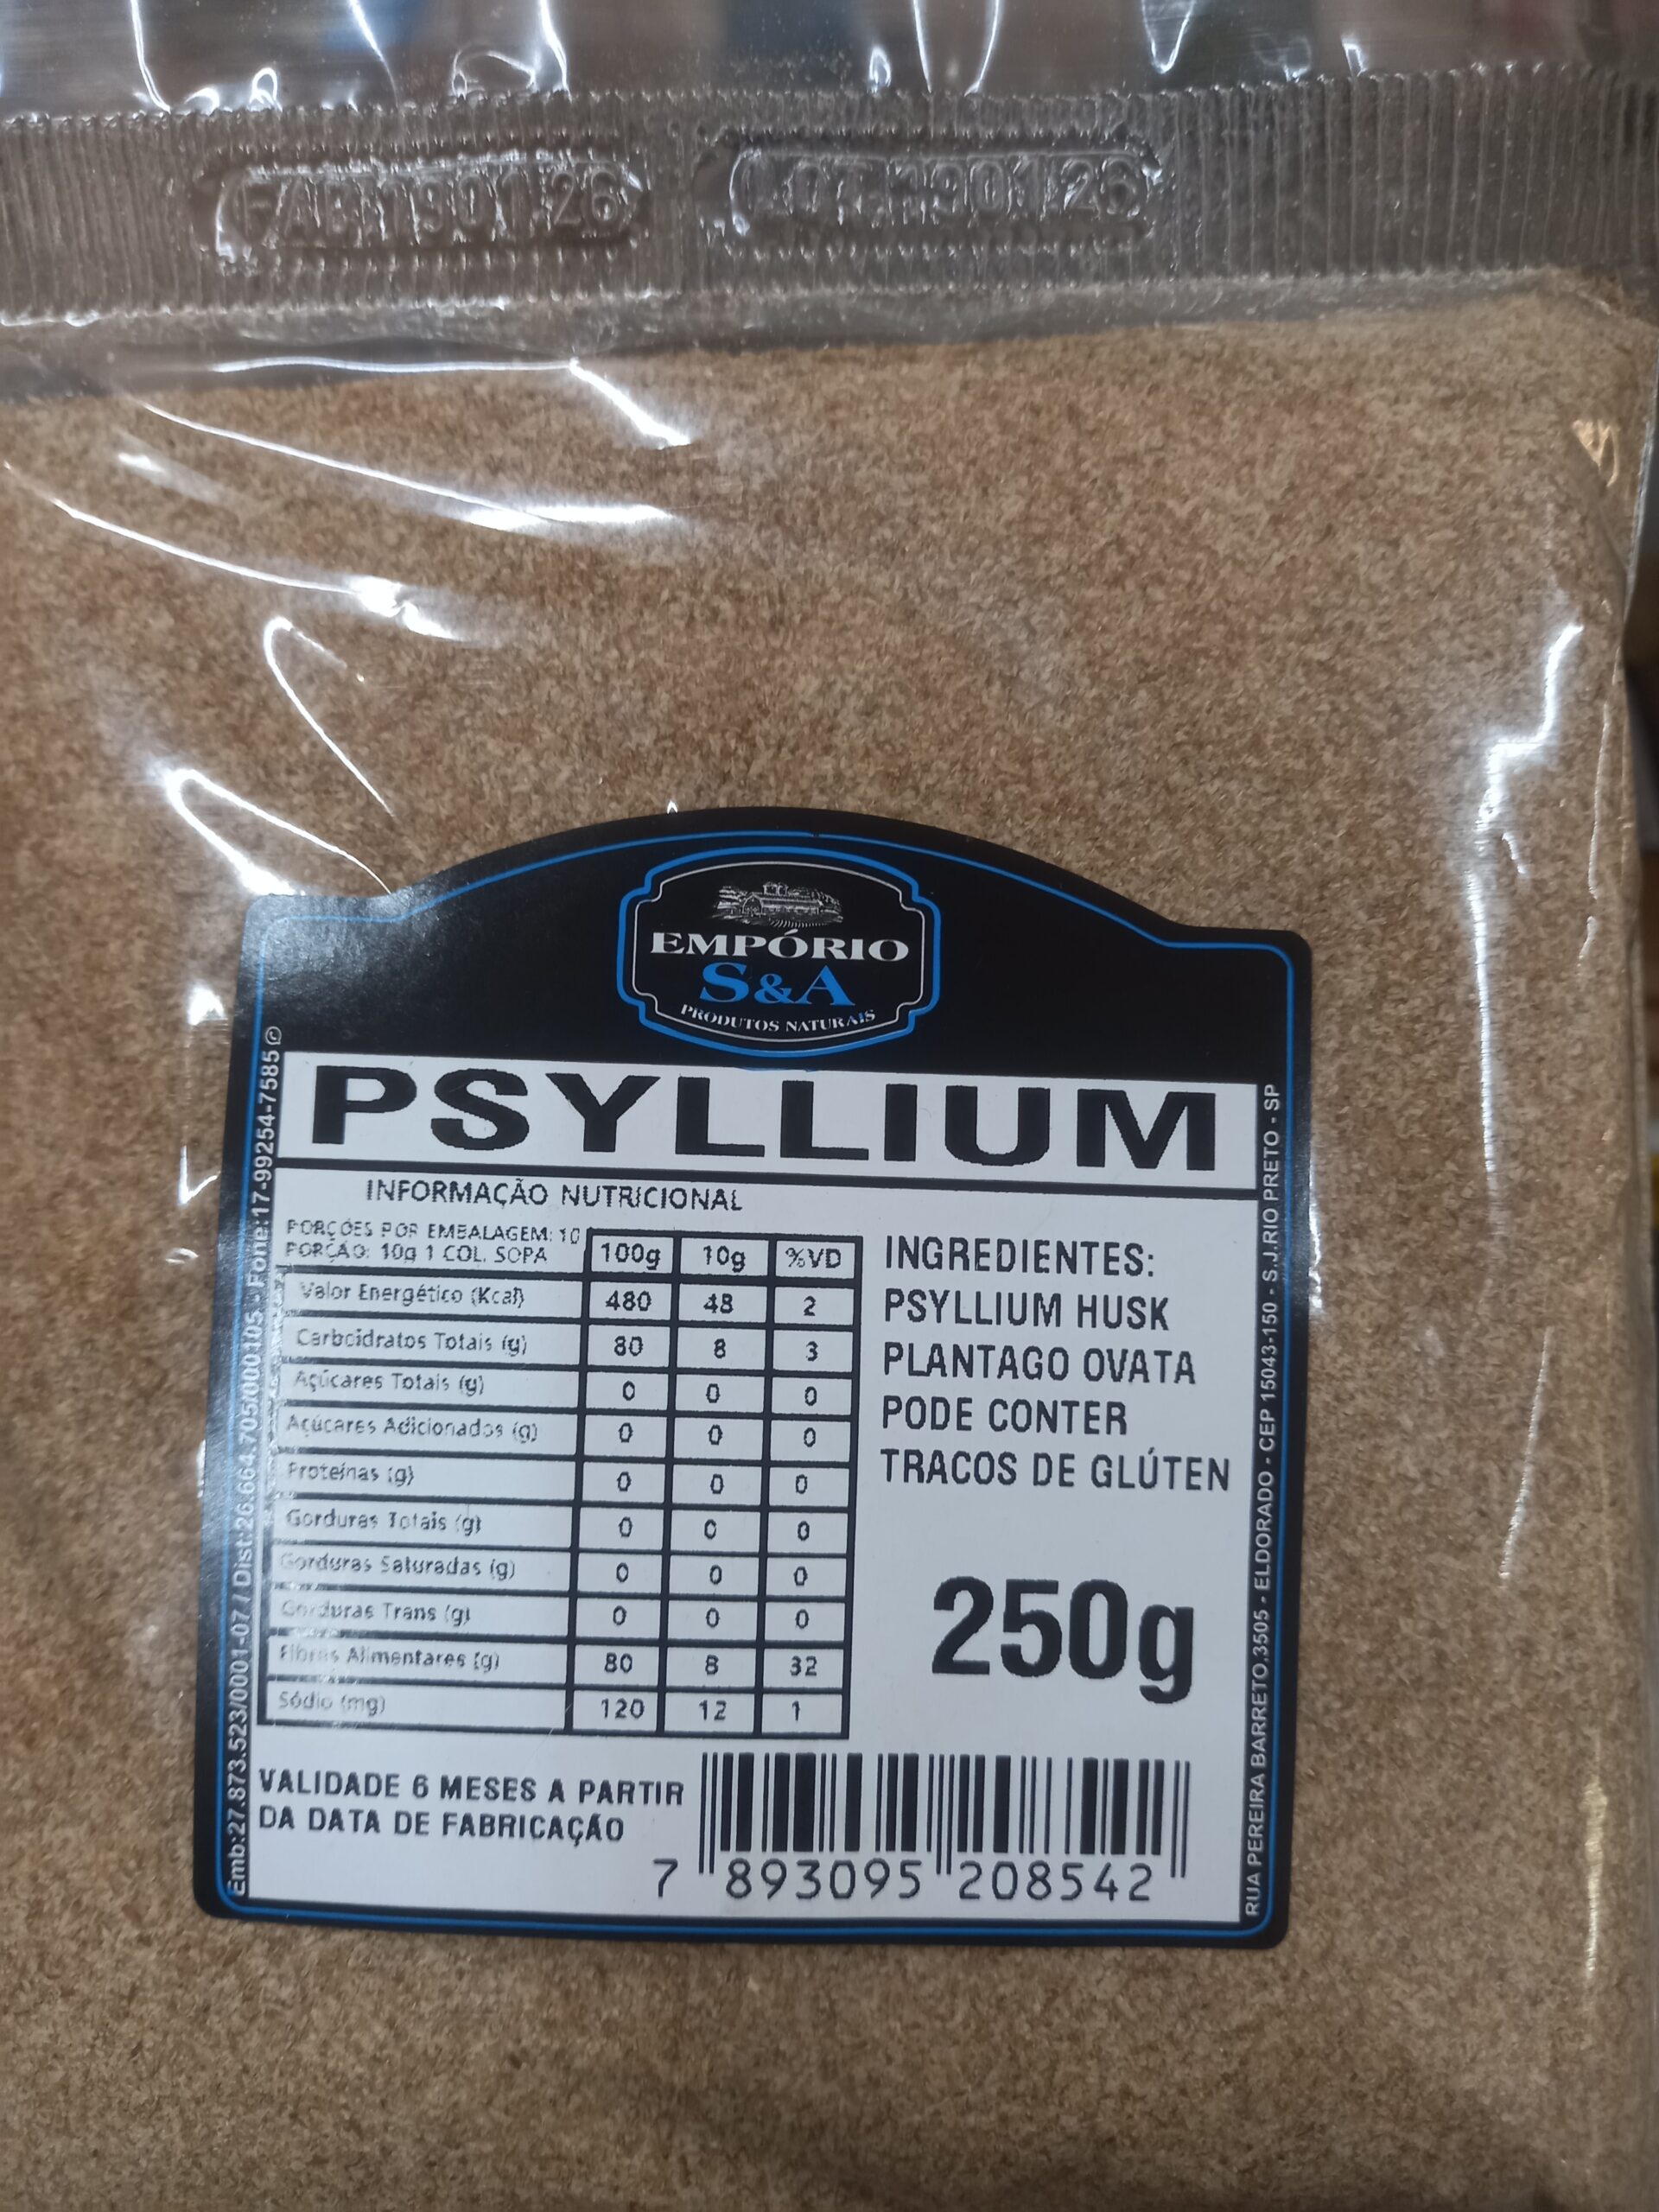 FAB:190126
LOT:190126
EMPÓRIO
S&A
PRODUTOS NATURAIS
PSYLLIUM
INFORMAÇÃO NUTRICIONAL
PORÇÕES POR EMBALAGEM: 10
PORÇÃO: 10g 1 COL. SOPA
100g 10g %VD
Valor Energético (Kcal) 480 48 2
Carboidratos Totais (g) 80 8 3
Açúcares Totais (g) 0 0 0
Açúcares Adicionados (g) 0 0 0
Proteínas (g) 0 0 0
Gorduras Totais (g) 0 0 0
Gorduras Saturadas (g) 0 0 0
Gorduras Trans (g) 0 0 0
Fibras Alimentares (g) 80 8 32
Sódio (mg) 120 12 1
INGREDIENTES:
PSYLLIUM HUSK
PLANTAGO OVATA
PODE CONTER
TRACOS DE GLÚTEN
250g
VALIDADE 6 MESES A PARTIR
DA DATA DE FABRICAÇÃO
7 893095 208542
Emb:27.873.523/0001-07 / Dist:26.664.705/000105 - Fone:17-99254-7585
RUA PEREIRA BARRETO,3505 - ELDORADO - CEP 15043-150 - S.J.RIO PRETO - SP